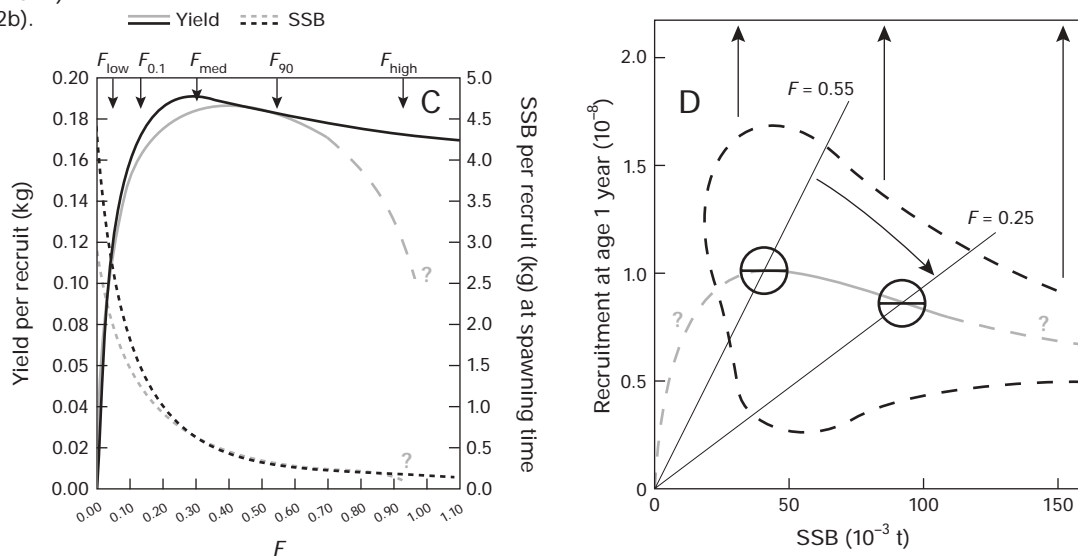 2b).
Yield SSB
F_low F_0.1 F_med F_90 F_high
C
Yield per recruit (kg)
0.20
0.18
0.16
0.14
0.12
0.10
0.08
0.05
0.04
0.02
0.00
5.0
4.5
4.0
3.5
3.0
2.5
2.0
1.5
1.0
0.5
0.0
SSB per recruit (kg) at spawning time
?
?
0.00 0.10 0.20 0.30 0.40 0.50 0.60 0.70 0.80 0.90 1.00 1.10
F
D
F = 0.55
F = 0.25
Recruitment at age 1 year (10⁻⁸)
2.0
1.5
1.0
0.5
0
?
?
0 50 100 150
SSB (10⁻³ t)